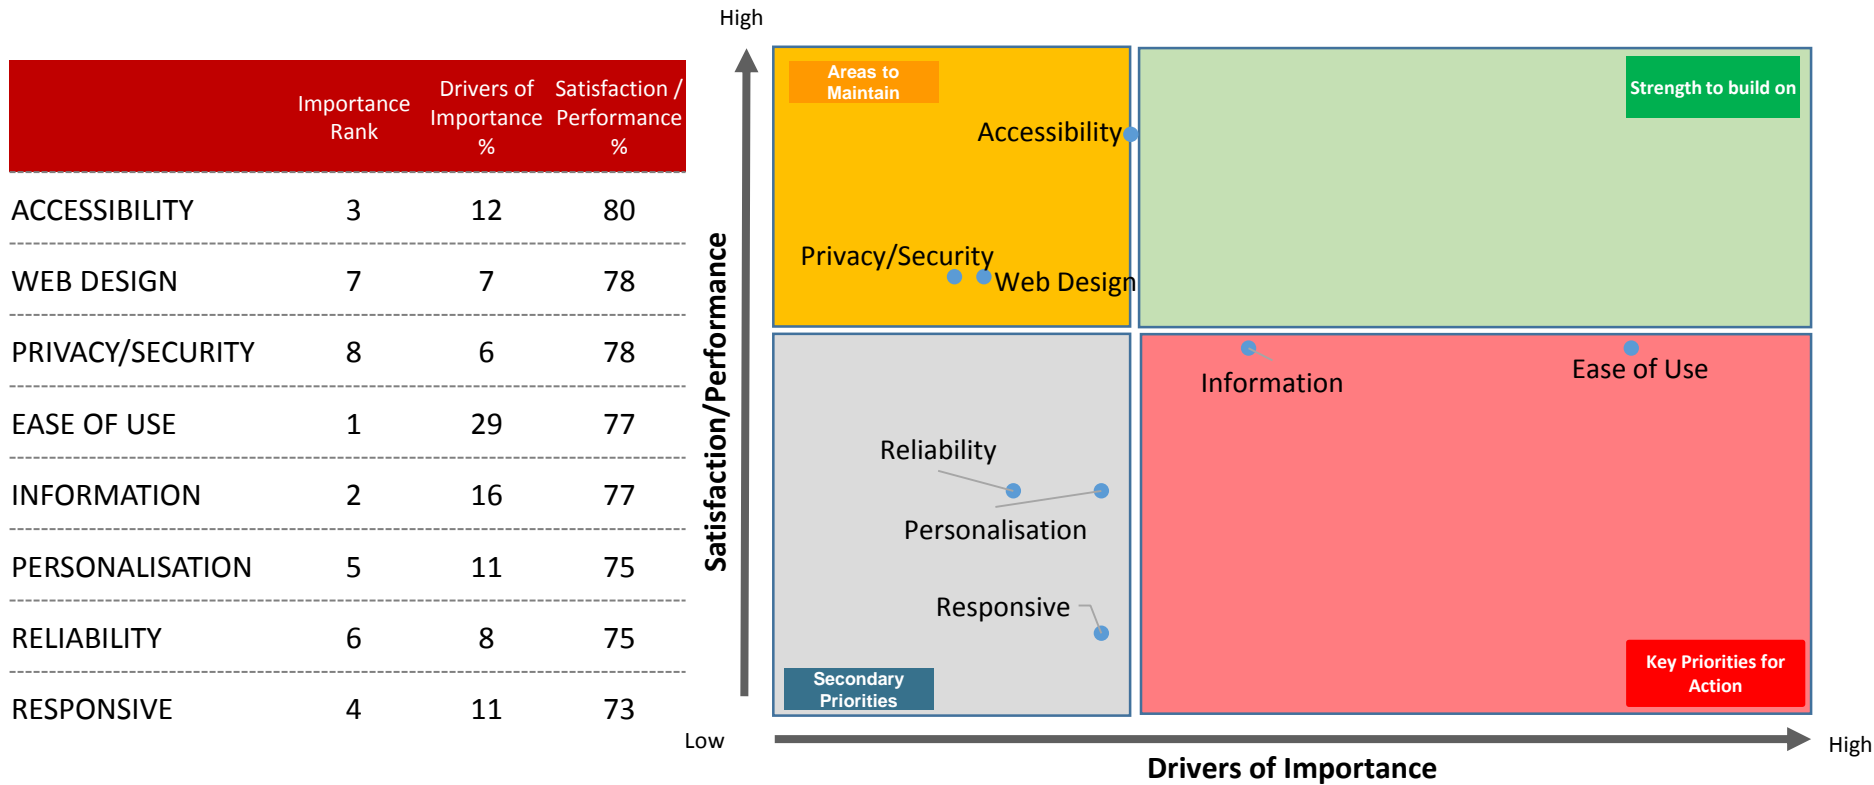 Importance
Rank
Drivers of
Importance
%
Satisfaction /
Performance
%
ACCESSIBILITY 3 12 80
WEB DESIGN 7 7 78
PRIVACY/SECURITY 8 6 78
EASE OF USE 1 29 77
INFORMATION 2 16 77
PERSONALISATION 5 11 75
RELIABILITY 6 8 75
RESPONSIVE 4 11 73
High
Satisfaction/Performance
Low
Areas to
Maintain
Strength to build on
Accessibility
Privacy/Security
Web Design
Information
Ease of Use
Reliability
Personalisation
Responsive
Secondary
Priorities
Key Priorities for
Action
High
Drivers of Importance